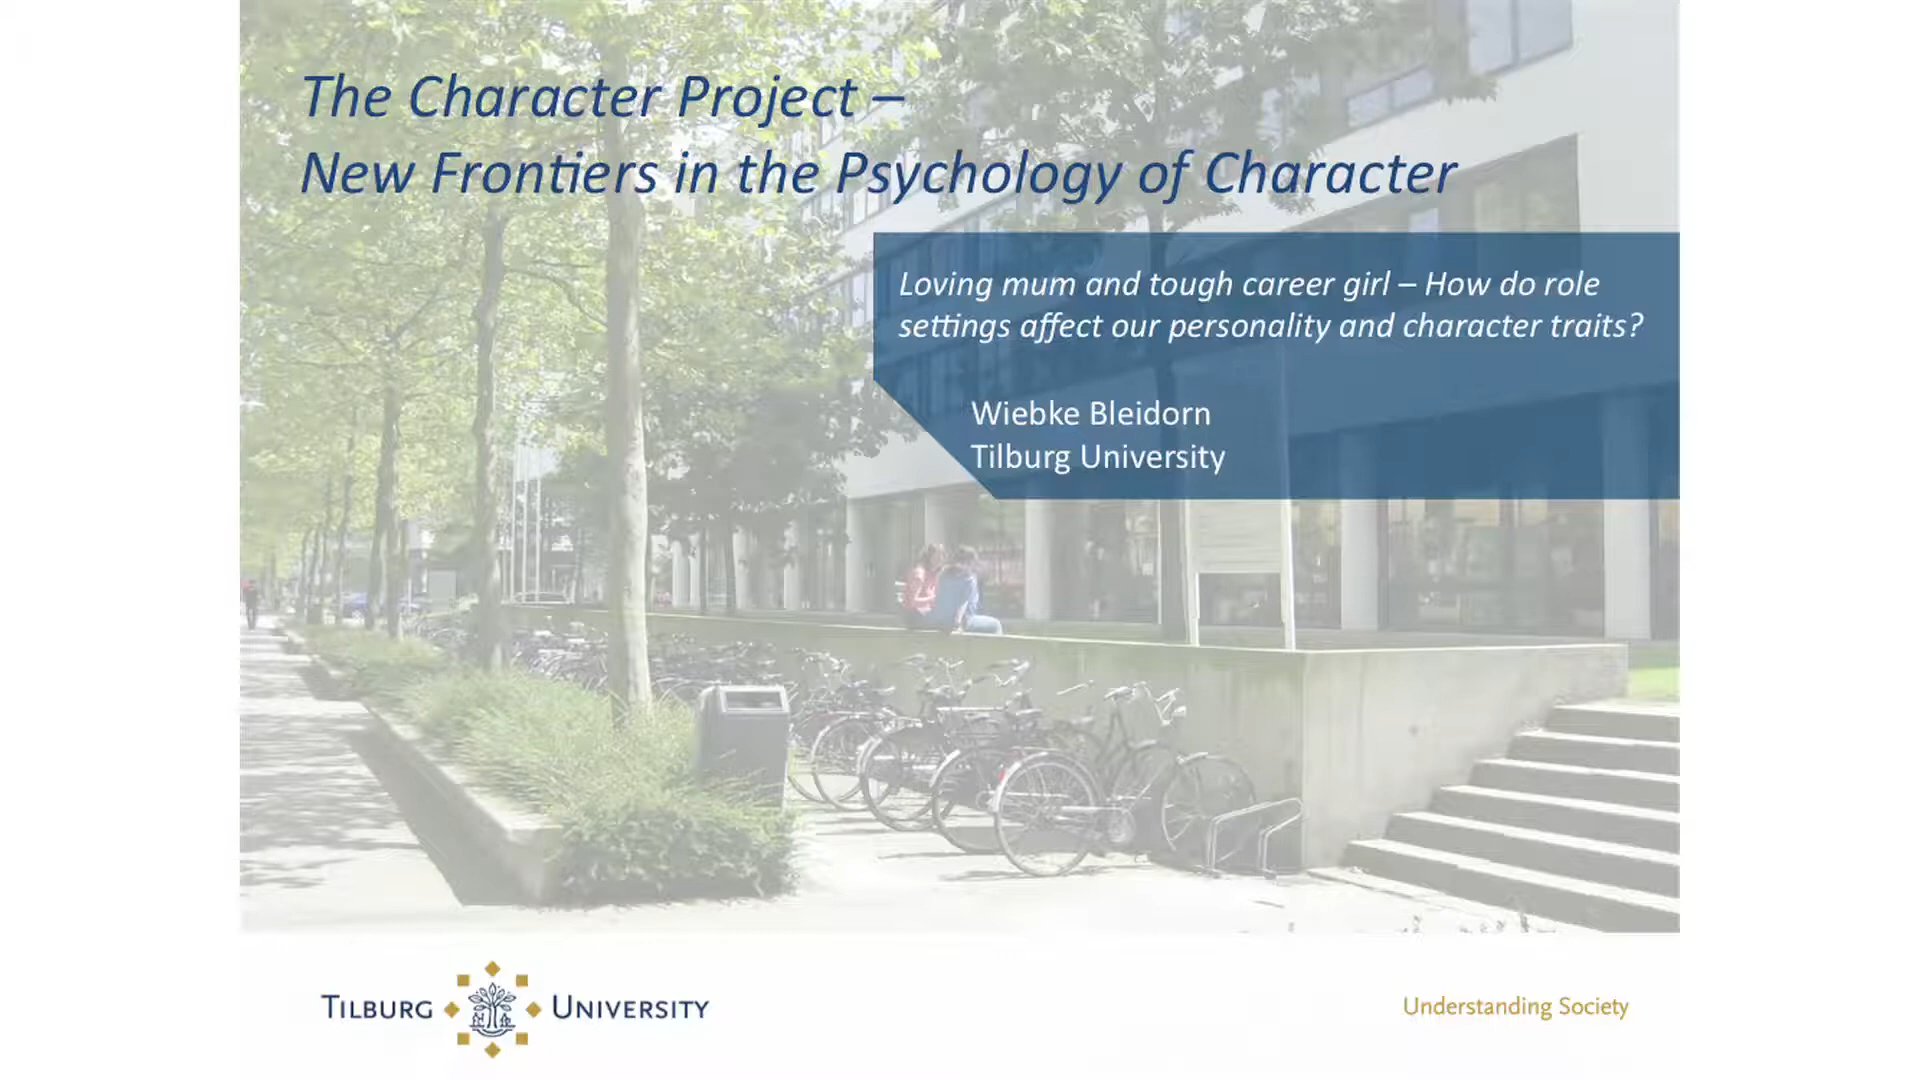 The Character Project –
New Frontiers in the Psychology of Character
Loving mum and tough career girl – How do role
settings affect our personality and character traits?
Wiebke Bleidorn
Tilburg University
TILBURG UNIVERSITY
Understanding Society